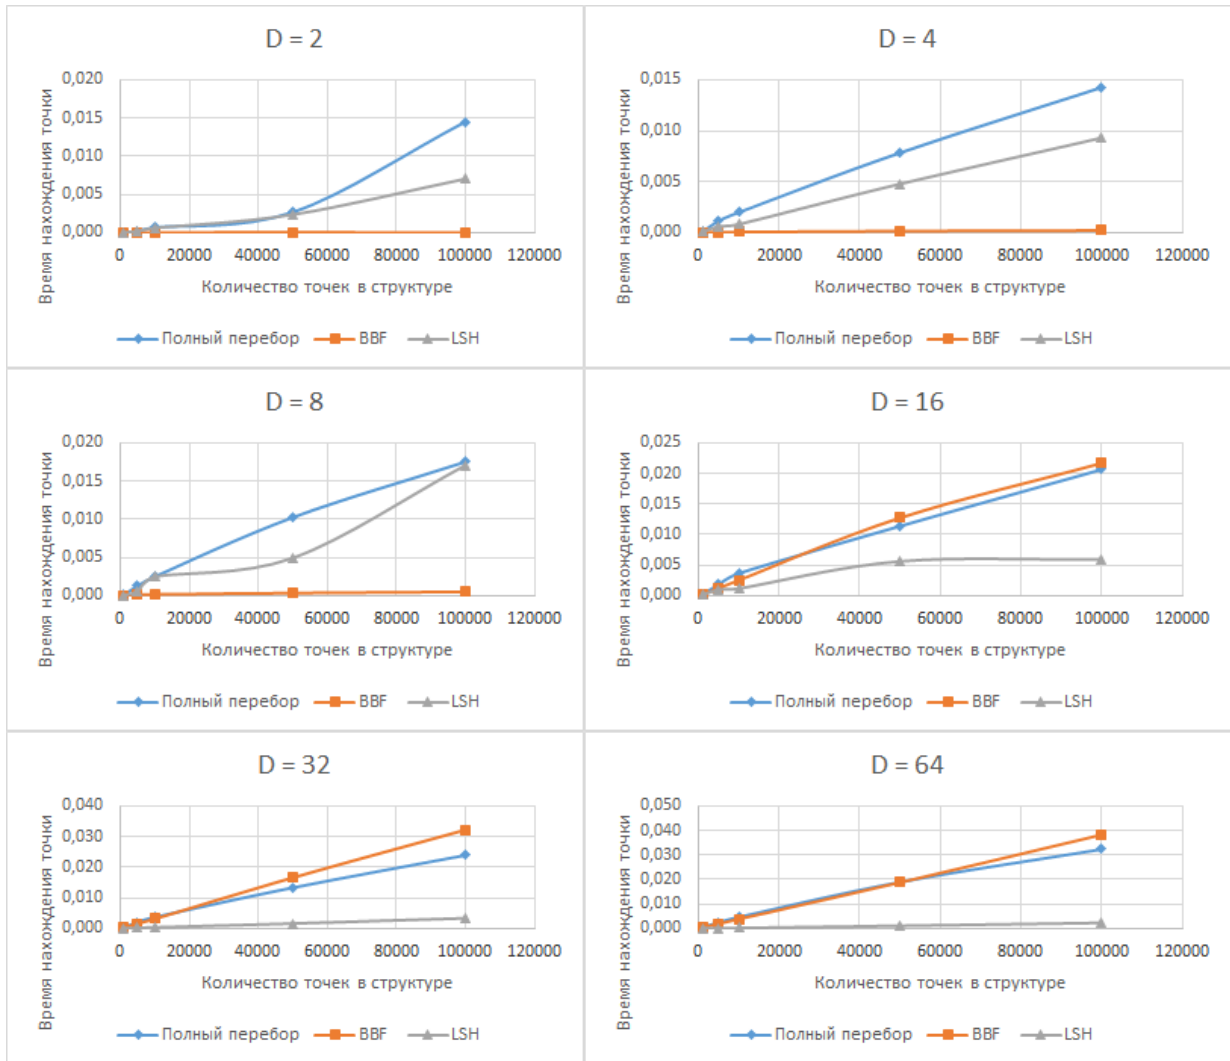 D = 2
Время нахождения точки
0,020
0,015
0,010
0,005
0,000
0 20000 40000 60000 80000 100000 120000
Количество точек в структуре
Полный перебор BBF LSH
D = 4
Время нахождения точки
0,015
0,010
0,005
0,000
0 20000 40000 60000 80000 100000 120000
Количество точек в структуре
Полный перебор BBF LSH
D = 8
Время нахождения точки
0,020
0,015
0,010
0,005
0,000
0 20000 40000 60000 80000 100000 120000
Количество точек в структуре
Полный перебор BBF LSH
D = 16
Время нахождения точки
0,025
0,020
0,015
0,010
0,005
0,000
0 20000 40000 60000 80000 100000 120000
Количество точек в структуре
Полный перебор BBF LSH
D = 32
Время нахождения точки
0,040
0,030
0,020
0,010
0,000
0 20000 40000 60000 80000 100000 120000
Количество точек в структуре
Полный перебор BBF LSH
D = 64
Время нахождения точки
0,050
0,040
0,030
0,020
0,010
0,000
0 20000 40000 60000 80000 100000 120000
Количество точек в структуре
Полный перебор BBF LSH